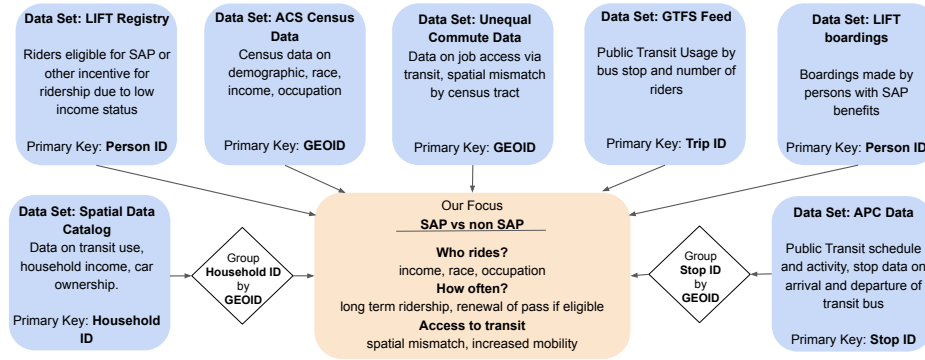 Data Set: LIFT Registry
Riders eligible for SAP or
other incentive for
ridership due to low
income status
Primary Key: Person ID
Data Set: ACS Census
Data
Census data on
demographic, race,
income, occupation
Primary Key: GEOID
Data Set: Unequal
Commute Data
Data on job access via
transit, spatial mismatch
by census tract
Primary Key: GEOID
Data Set: GTFS Feed
Public Transit Usage by
bus stop and number of
riders
Primary Key: Trip ID
Data Set: LIFT
boardings
Boardings made by
persons with SAP
benefits
Primary Key: Person ID
Data Set: Spatial Data
Catalog
Data on transit use,
household income, car
ownership.
Primary Key: Household
ID
Group
Household ID
by
GEOID
Our Focus
SAP vs non SAP
Who rides?
income, race, occupation
How often?
long term ridership, renewal of pass if eligible
Access to transit
spatial mismatch, increased mobility
Group
Stop ID
by
GEOID
Data Set: APC Data
Public Transit schedule
and activity, stop data on
arrival and departure of
transit bus
Primary Key: Stop ID